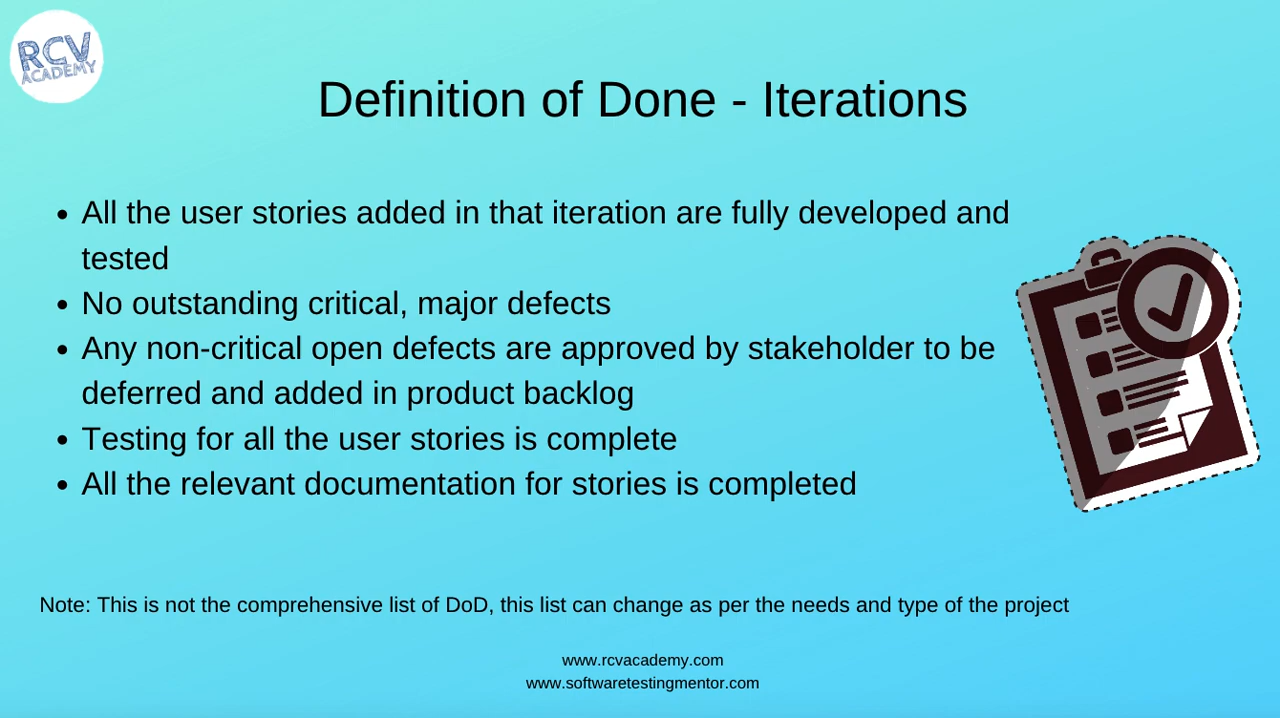 RCV
ACADEMY
Definition of Done - Iterations
• All the user stories added in that iteration are fully developed and
tested
• No outstanding critical, major defects
• Any non-critical open defects are approved by stakeholder to be
deferred and added in product backlog
• Testing for all the user stories is complete
• All the relevant documentation for stories is completed
Note: This is not the comprehensive list of DoD, this list can change as per the needs and type of the project
www.rcvacademy.com
www.softwaretestingmentor.com